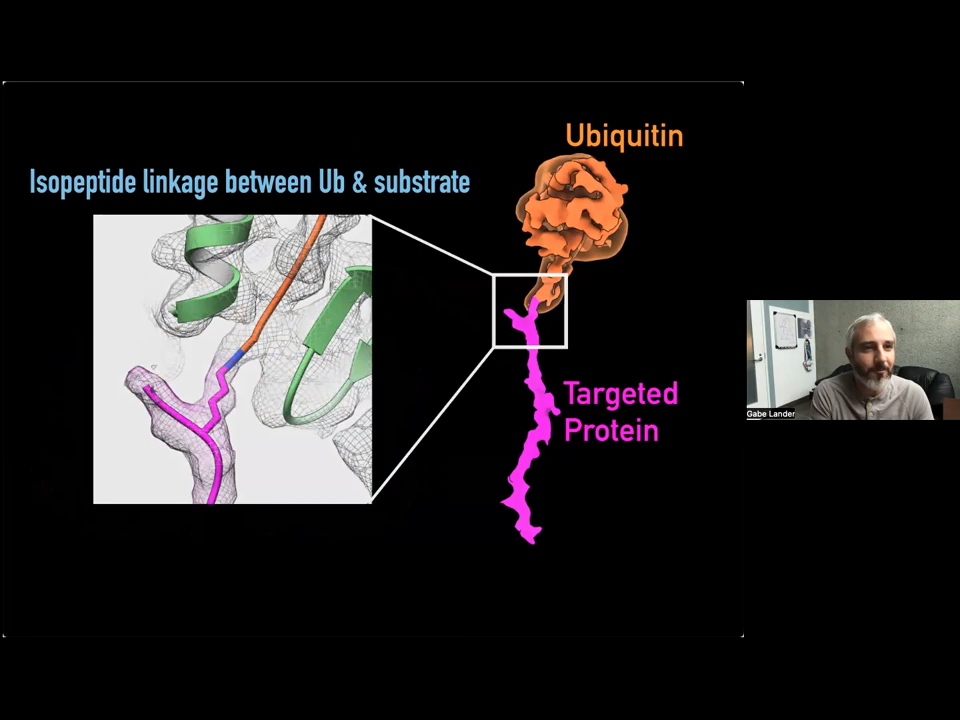 Ubiquitin
Isopeptide linkage between Ub & substrate
Targeted
Protein
Gabe Lander